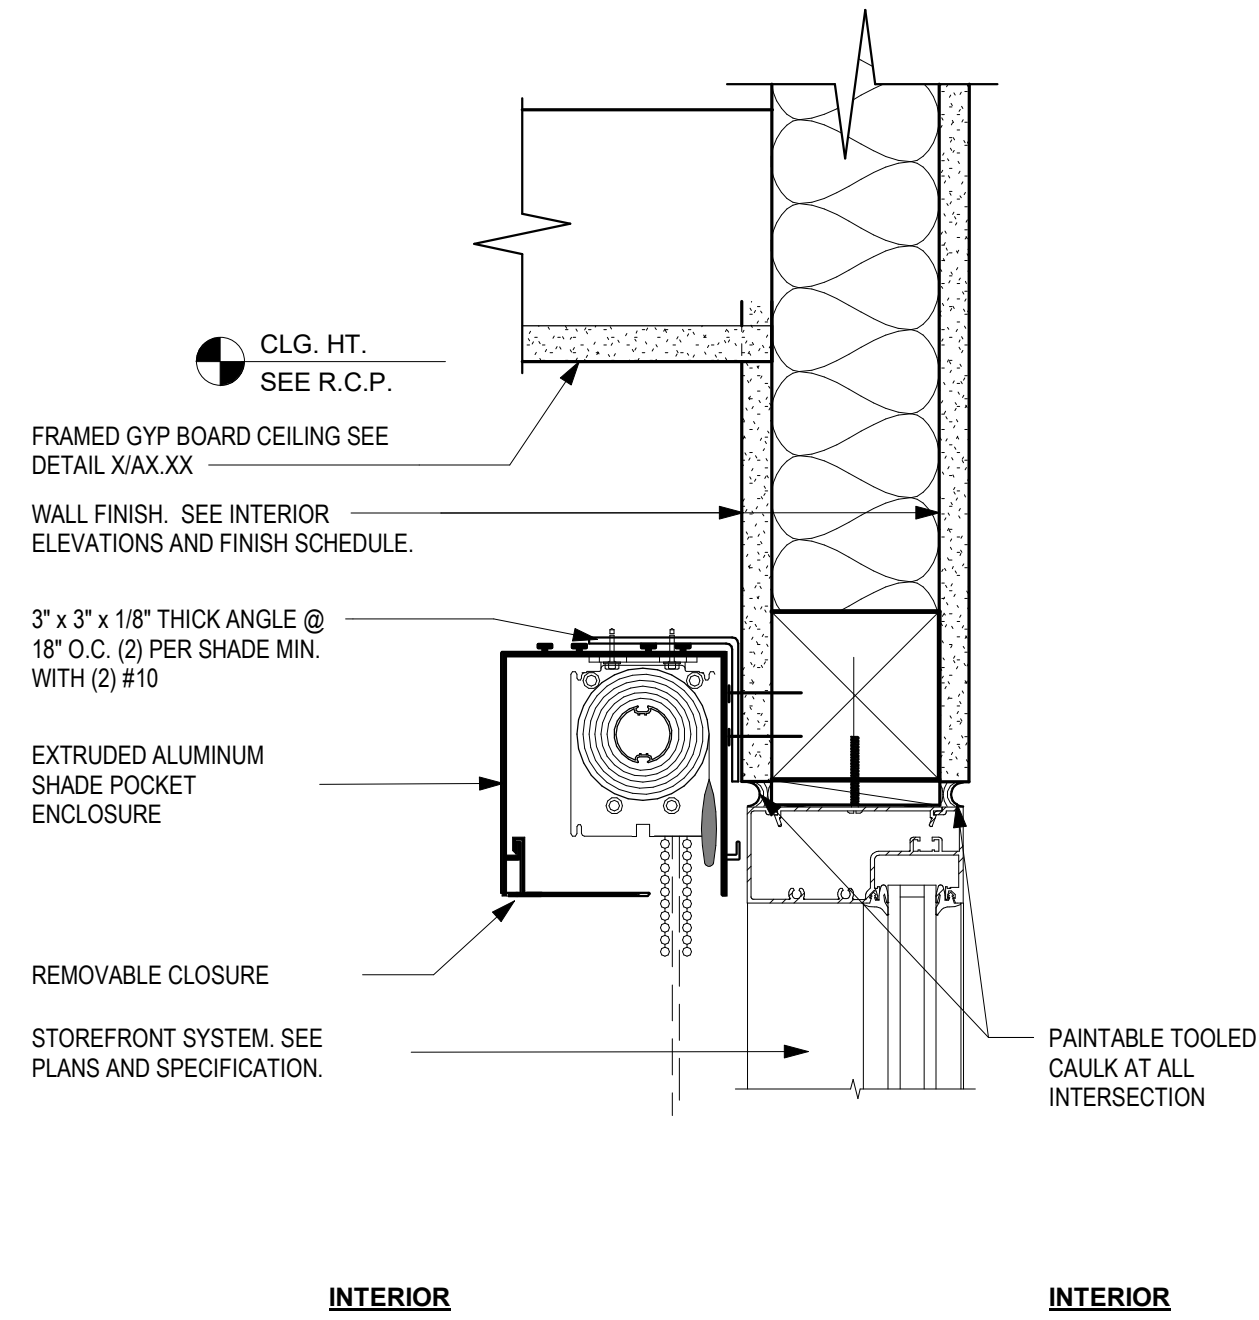 CLG. HT.
SEE R.C.P.
FRAMED GYP BOARD CEILING SEE
DETAIL X/AX.XX
WALL FINISH. SEE INTERIOR
ELEVATIONS AND FINISH SCHEDULE.
3" x 3" x 1/8" THICK ANGLE @
18" O.C. (2) PER SHADE MIN.
WITH (2) #10
EXTRUDED ALUMINUM
SHADE POCKET
ENCLOSURE
REMOVABLE CLOSURE
STOREFRONT SYSTEM. SEE
PLANS AND SPECIFICATION.
PAINTABLE TOOLED
CAULK AT ALL
INTERSECTION
INTERIOR
INTERIOR